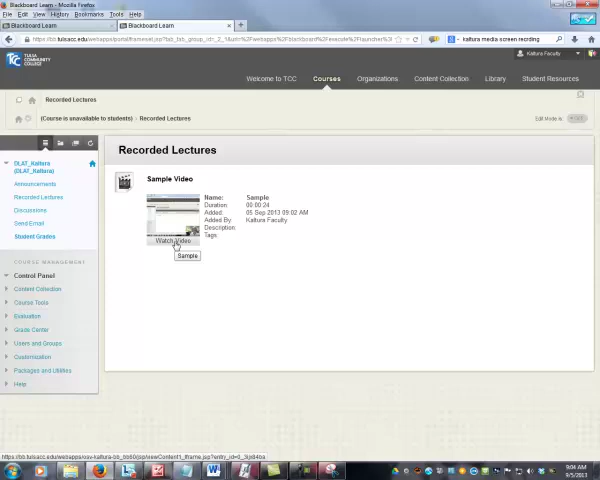 Blackboard Learn - Mozilla Firefox
File Edit View History Bookmarks Tools Help
Blackboard Learn
Blackboard Learn
kaltura media screen recrding
TULSA COMMUNITY COLLEGE
Kaltura Faculty
Welcome to TCC Courses Organizations Content Collection Library Student Resources
Recorded Lectures
(Course is unavailable to students) Recorded Lectures
Edit Mode is:
DLAT_Kaltura
(DLAT_Kaltura)
Announcements
Recorded Lectures
Discussions
Send Email
Student Grades
COURSE MANAGEMENT
Control Panel
Content Collection
Course Tools
Evaluation
Grade Center
Users and Groups
Customization
Packages and Utilities
Help
Recorded Lectures
Sample Video
Watch Video
Sample
Name: Sample
Duration: 00:00:24
Added: 05 Sep 2013 09:02 AM
Added By: Kaltura Faculty
Description:
Tags:
9:04 AM
9/5/2013